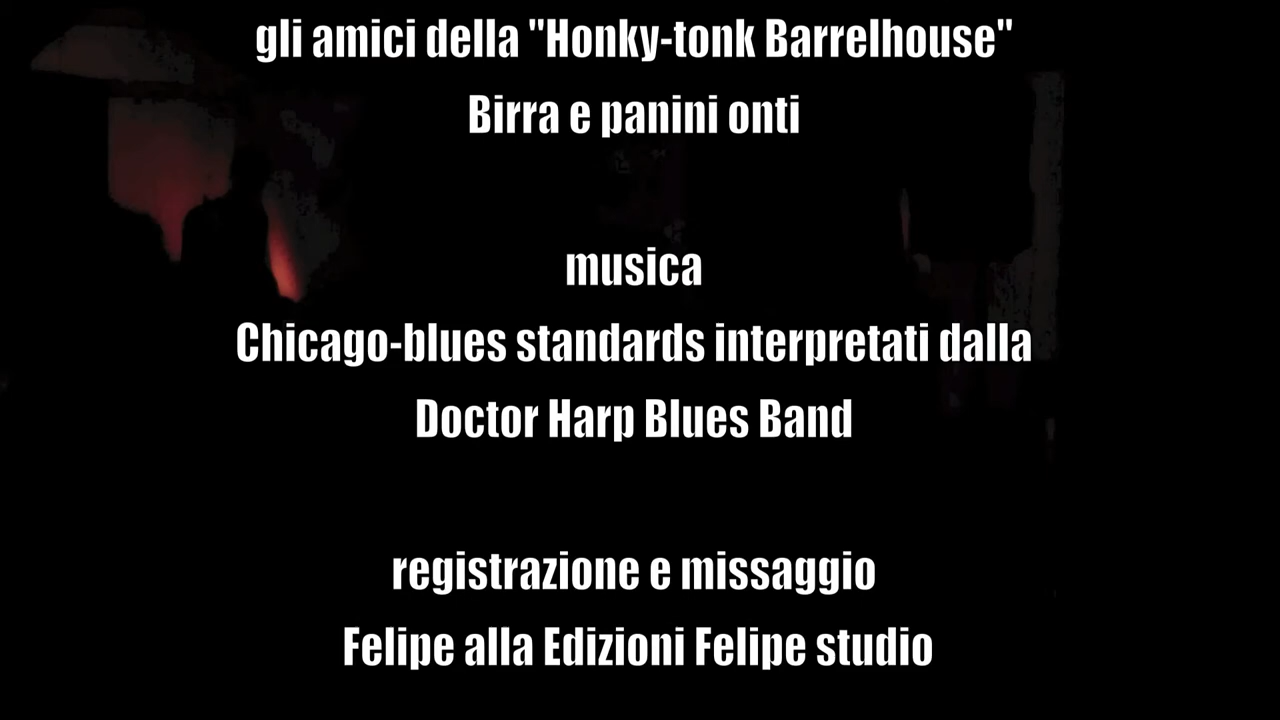 gli amici della "Honky-tonk Barrelhouse"
Birra e panini onti
musica
Chicago-blues standards interpretati dalla
Doctor Harp Blues Band
registrazione e missaggio
Felipe alla Edizioni Felipe studio